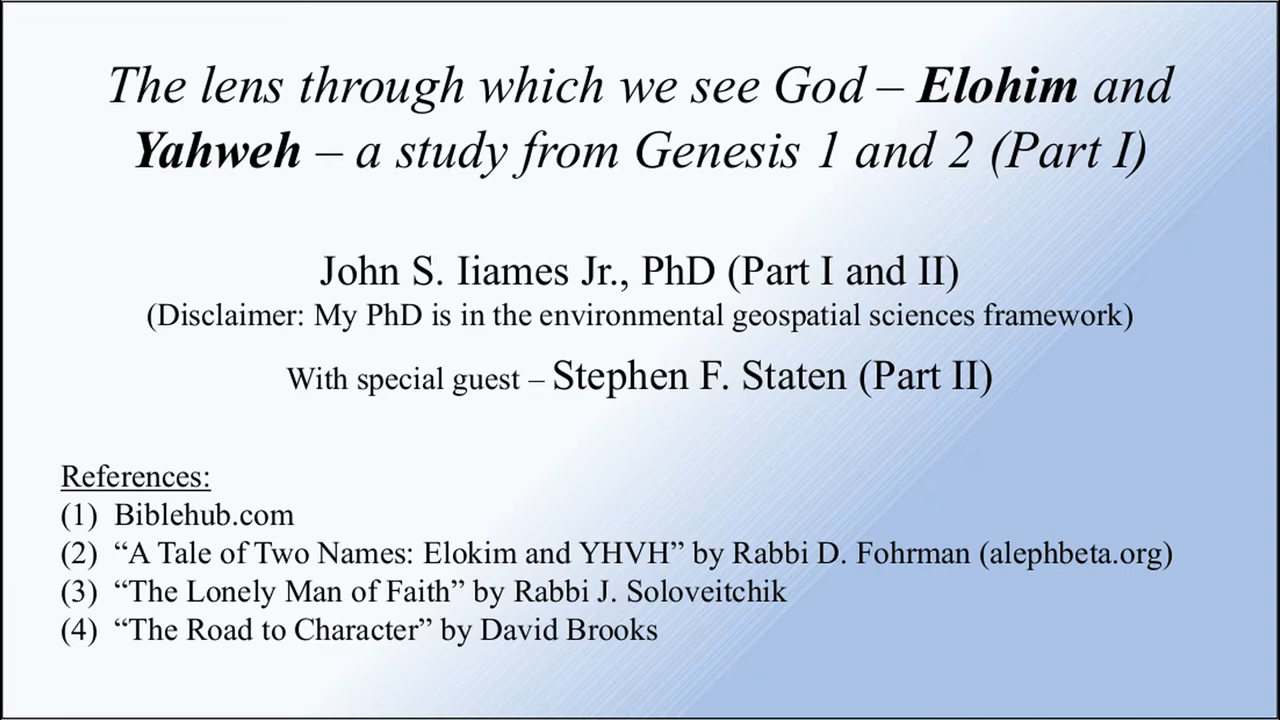 The lens through which we see God – Elohim and
Yahweh – a study from Genesis 1 and 2 (Part I)
John S. Iiames Jr., PhD (Part I and II)
(Disclaimer: My PhD is in the environmental geospatial sciences framework)
With special guest – Stephen F. Staten (Part II)
References:
(1) Biblehub.com
(2) “A Tale of Two Names: Elokim and YHVH” by Rabbi D. Fohrman (alephbeta.org)
(3) “The Lonely Man of Faith” by Rabbi J. Soloveitchik
(4) “The Road to Character” by David Brooks